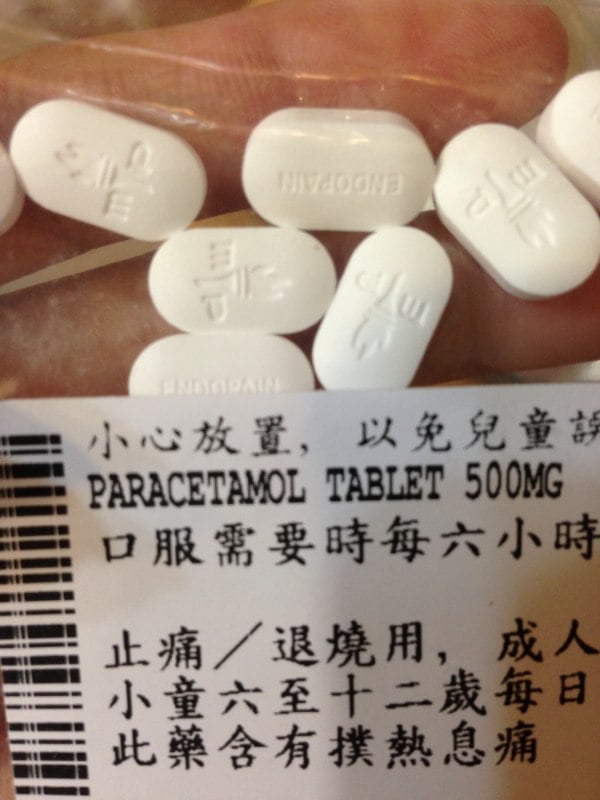 ENDOPAIN
小心放置，以免兒童誤
PARACETAMOL TABLET 500MG
口服需要時每六小時
止痛／退燒用，成人
小童六至十二歲每日
此藥含有撲熱息痛